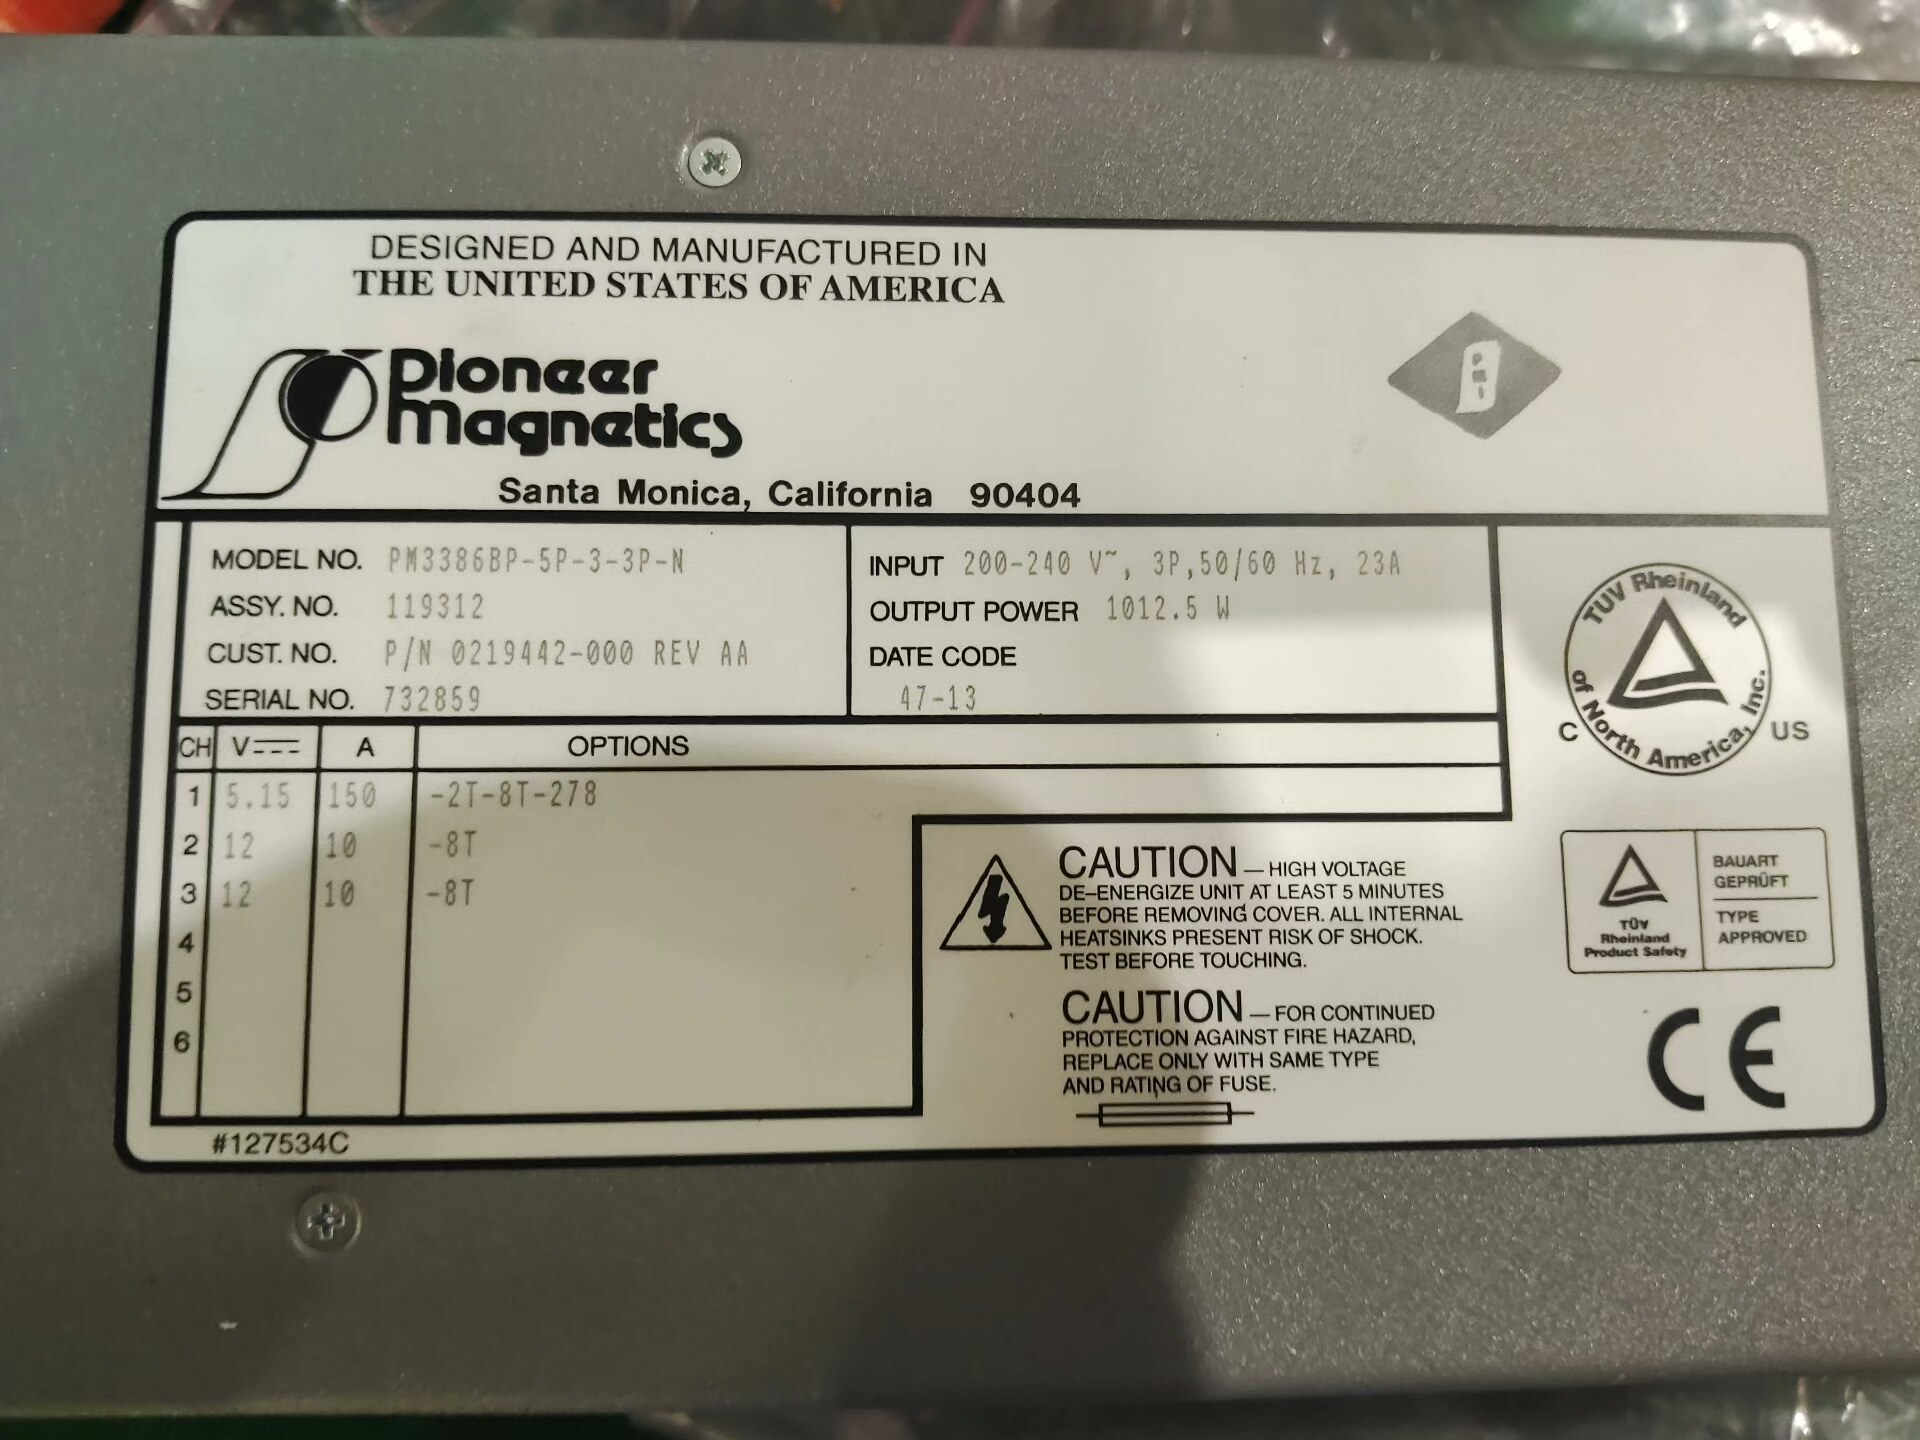 DESIGNED AND MANUFACTURED IN
THE UNITED STATES OF AMERICA
Pioneer
Magnetics
Santa Monica, California 90404
MODEL NO. PM3386BP-5P-3-3P-N
ASSY. NO. 119312
CUST. NO. P/N 0219442-000 REV AA
SERIAL NO. 732859
INPUT 200-240 V~, 3P,50/60 Hz, 23A
OUTPUT POWER 1012.5 W
DATE CODE
47-13
CH V⎓ A OPTIONS
1 5.15 150 -2T-8T-278
2 12 10 -8T
3 12 10 -8T
4
5
6
#127534C
CAUTION — HIGH VOLTAGE
DE-ENERGIZE UNIT AT LEAST 5 MINUTES
BEFORE REMOVING COVER. ALL INTERNAL
HEATSINKS PRESENT RISK OF SHOCK.
TEST BEFORE TOUCHING.
CAUTION — FOR CONTINUED
PROTECTION AGAINST FIRE HAZARD,
REPLACE ONLY WITH SAME TYPE
AND RATING OF FUSE.
TUV Rheinland
of North America, Inc.
C US
TÜV
Rheinland
Product Safety
BAUART
GEPRÜFT
TYPE
APPROVED
CE